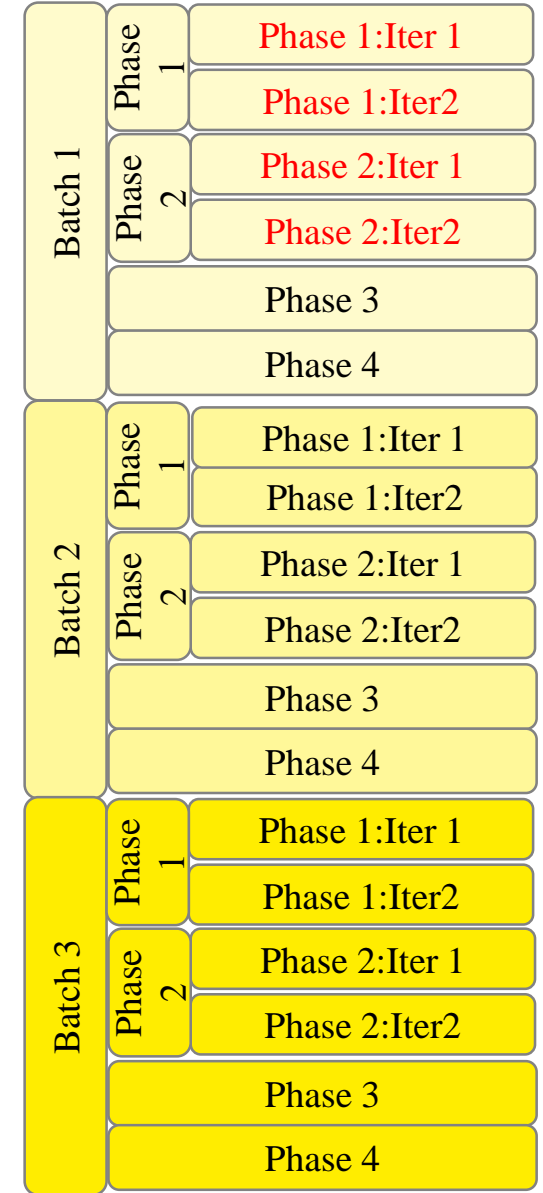 Batch 1
Phase
1
Phase 1:Iter 1
Phase 1:Iter2
Phase
2
Phase 2:Iter 1
Phase 2:Iter2
Phase 3
Phase 4
Batch 2
Phase
1
Phase 1:Iter 1
Phase 1:Iter2
Phase
2
Phase 2:Iter 1
Phase 2:Iter2
Phase 3
Phase 4
Batch 3
Phase
1
Phase 1:Iter 1
Phase 1:Iter2
Phase
2
Phase 2:Iter 1
Phase 2:Iter2
Phase 3
Phase 4